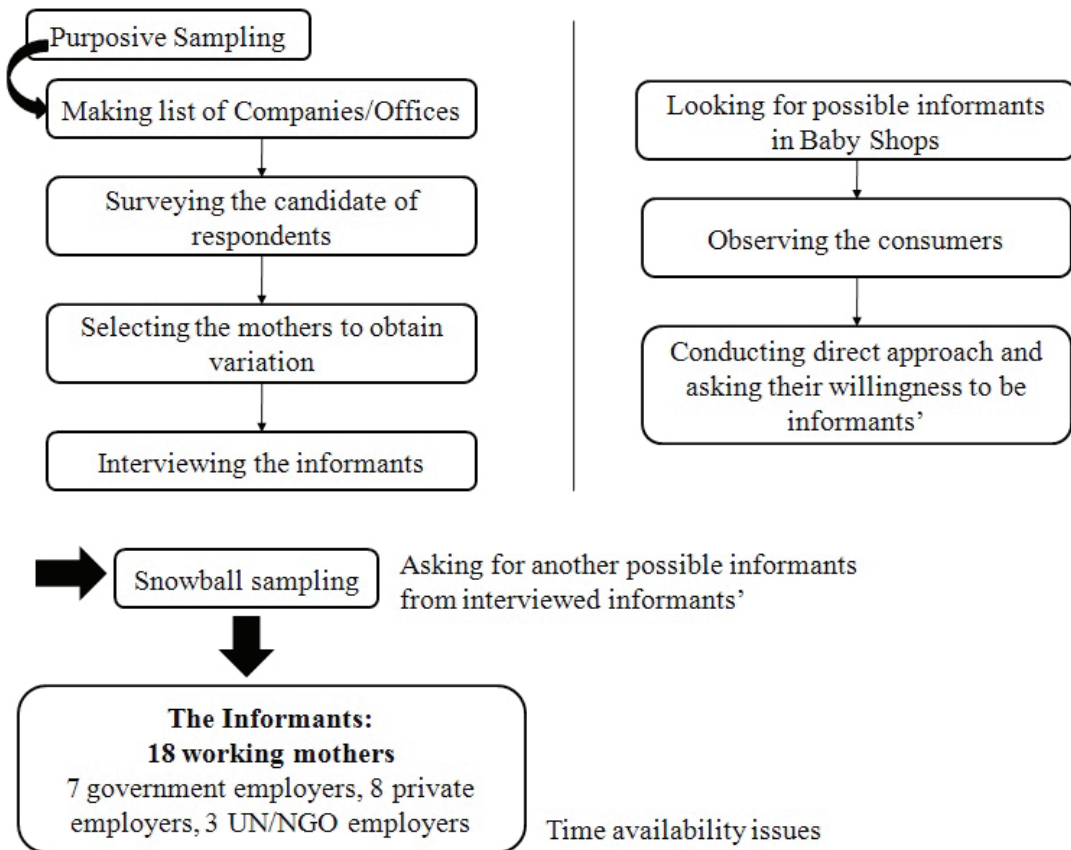 Purposive Sampling
Making list of Companies/Offices
Surveying the candidate of
respondents
Selecting the mothers to obtain
variation
Interviewing the informants
Looking for possible informants
in Baby Shops
Observing the consumers
Conducting direct approach and
asking their willingness to be
informants’
Snowball sampling
Asking for another possible informants
from interviewed informants’
The Informants:
18 working mothers
7 government employers, 8 private
employers, 3 UN/NGO employers
Time availability issues